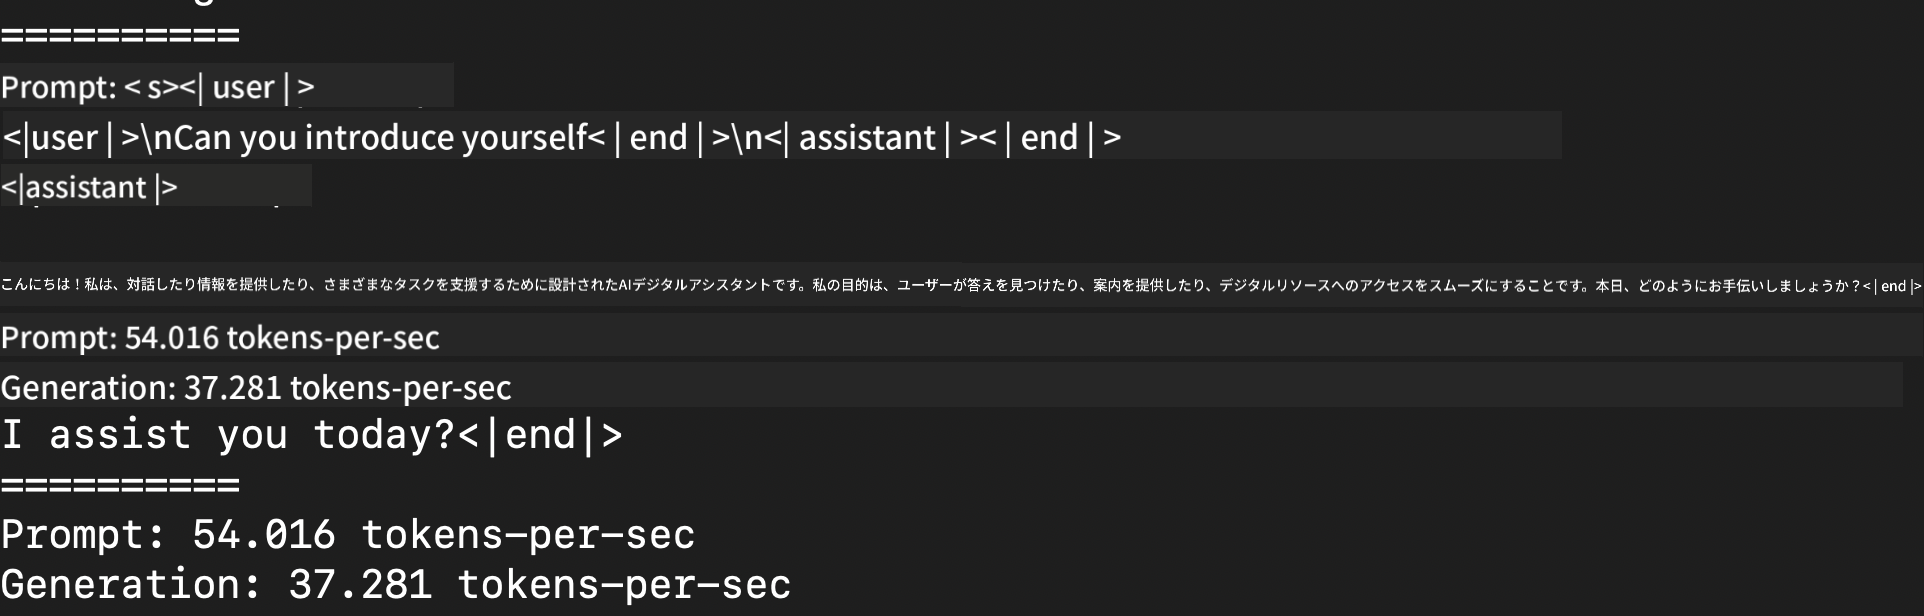 ==========
Prompt: < s><| user | >
<|user | >\nCan you introduce yourself< | end | >\n<| assistant | >< | end | >
<|assistant |>
こんにちは！私は、対話したり情報を提供したり、さまざまなタスクを支援するために設計されたAIデジタルアシスタントです。私の目的は、ユーザーが答えを見つけたり、案内を提供したり、デジタルリソースへのアクセスをスムーズにすることです。本日、どのようにお手伝いしましょうか？< | end |>
Prompt: 54.016 tokens-per-sec
Generation: 37.281 tokens-per-sec
I assist you today?<|end|>
==========
Prompt: 54.016 tokens-per-sec
Generation: 37.281 tokens-per-sec